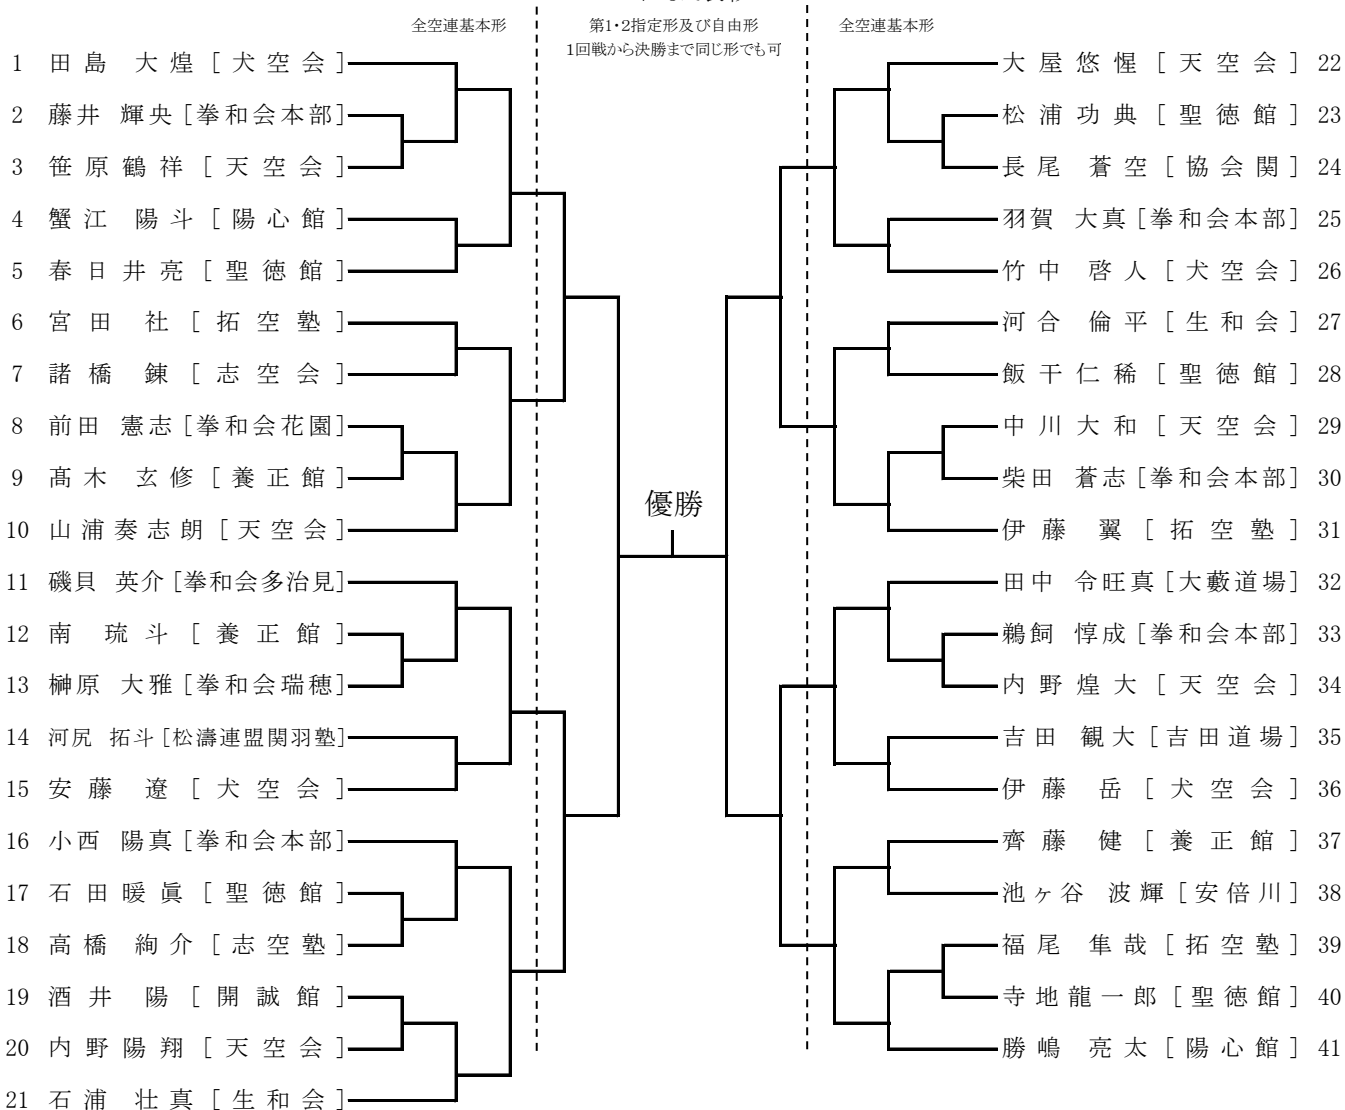 全空連基本形
第1・2指定形及び自由形
1回戦から決勝まで同じ形でも可
全空連基本形
1 田島 大煌 [犬空会]
2 藤井 輝央 [拳和会本部]
3 笹原鶴祥 [天空会]
4 蟹江 陽斗 [陽心館]
5 春日井亮 [聖徳館]
6 宮田 社 [拓空塾]
7 諸橋 錬 [志空会]
8 前田 憲志 [拳和会花園]
9 髙木 玄修 [養正館]
10 山浦奏志朗 [天空会]
11 磯貝 英介 [拳和会多治見]
12 南 琉斗 [養正館]
13 榊原 大雅 [拳和会瑞穂]
14 河尻 拓斗 [松濤連盟関羽塾]
15 安藤 遼 [犬空会]
16 小西 陽真 [拳和会本部]
17 石田暖眞 [聖徳館]
18 高橋 絢介 [志空塾]
19 酒井 陽 [開誠館]
20 内野陽翔 [天空会]
21 石浦 壮真 [生和会]
優勝
大屋悠惺 [天空会] 22
松浦功典 [聖徳館] 23
長尾 蒼空 [協会関] 24
羽賀 大真 [拳和会本部] 25
竹中 啓人 [犬空会] 26
河合 倫平 [生和会] 27
飯干仁稀 [聖徳館] 28
中川大和 [天空会] 29
柴田 蒼志 [拳和会本部] 30
伊藤 翼 [拓空塾] 31
田中 令旺真 [大藪道場] 32
鵜飼 惇成 [拳和会本部] 33
内野煌大 [天空会] 34
吉田 観大 [吉田道場] 35
伊藤 岳 [犬空会] 36
齊藤 健 [養正館] 37
池ヶ谷 波輝 [安倍川] 38
福尾 隼哉 [拓空塾] 39
寺地龍一郎 [聖徳館] 40
勝嶋 亮太 [陽心館] 41